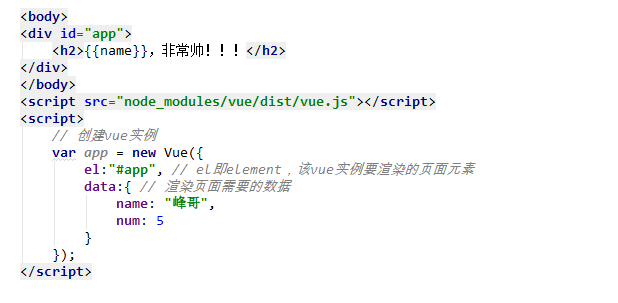 <body>
<div id="app">
    <h2>{{name}}，非常帅！！！</h2>
</div>
</body>
<script src="node_modules/vue/dist/vue.js"></script>
<script>
    // 创建vue实例
    var app = new Vue({
        el:"#app", // el即element，该vue实例要渲染的页面元素
        data:{ // 渲染页面需要的数据
            name: "峰哥",
            num: 5
        }
    });
</script>